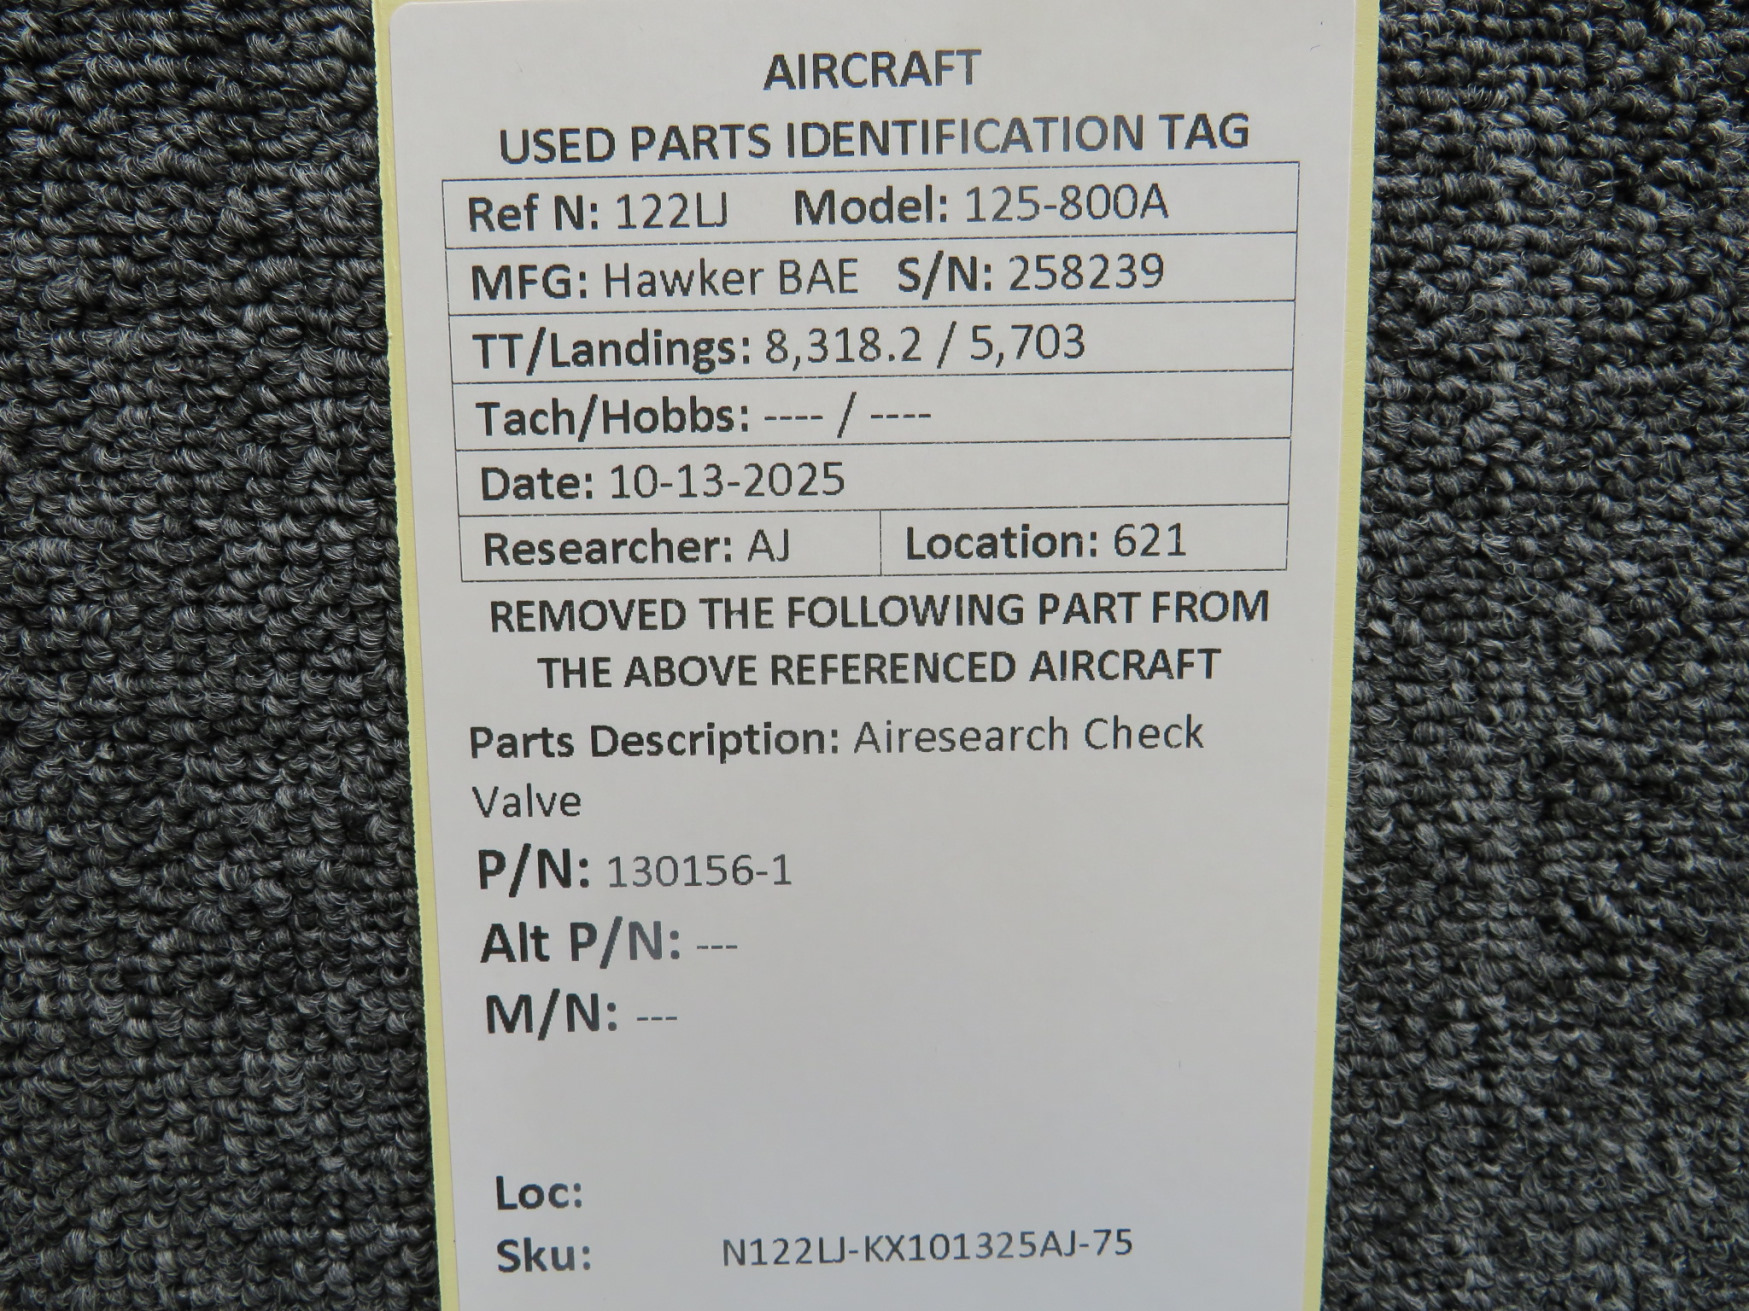 AIRCRAFT
USED PARTS IDENTIFICATION TAG
Ref N: 122LJ Model: 125-800A
MFG: Hawker BAE S/N: 258239
TT/Landings: 8,318.2 / 5,703
Tach/Hobbs: ---- / ----
Date: 10-13-2025
Researcher: AJ Location: 621
REMOVED THE FOLLOWING PART FROM
THE ABOVE REFERENCED AIRCRAFT
Parts Description: Airesearch Check
Valve
P/N: 130156-1
Alt P/N: ---
M/N: ---
Loc:
Sku: N122LJ-KX101325AJ-75